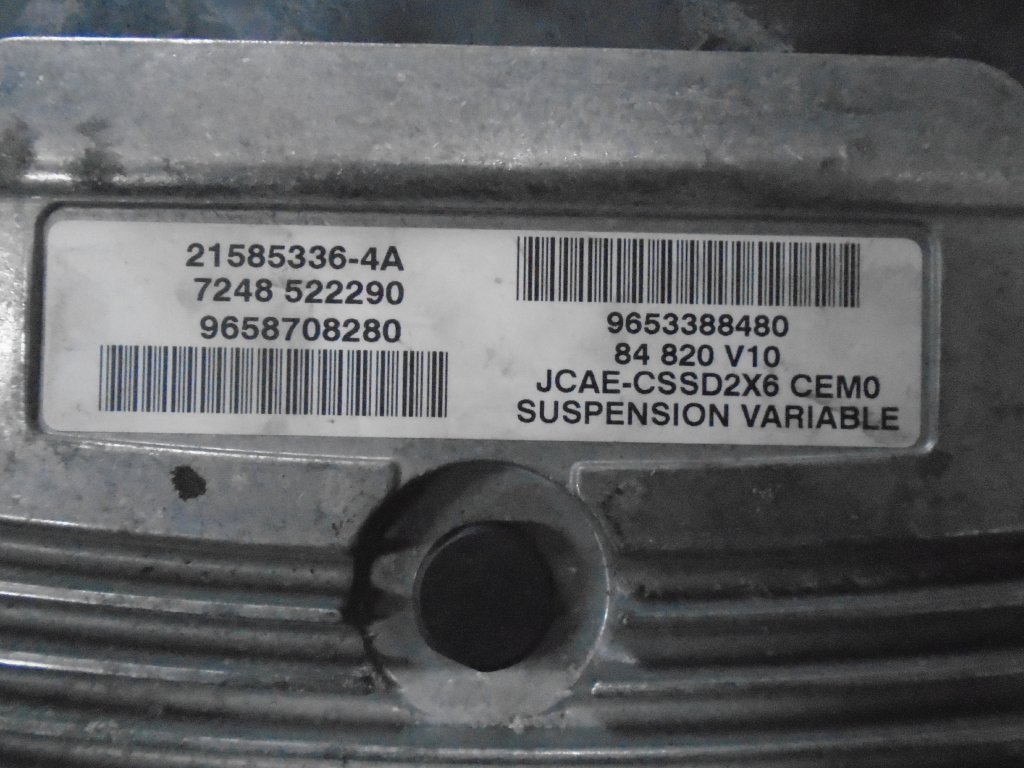 21585336-4A
7248 522290
9658708280
9653388480
84 820 V10
JCAE-CSSD2X6 CEM0
SUSPENSION VARIABLE